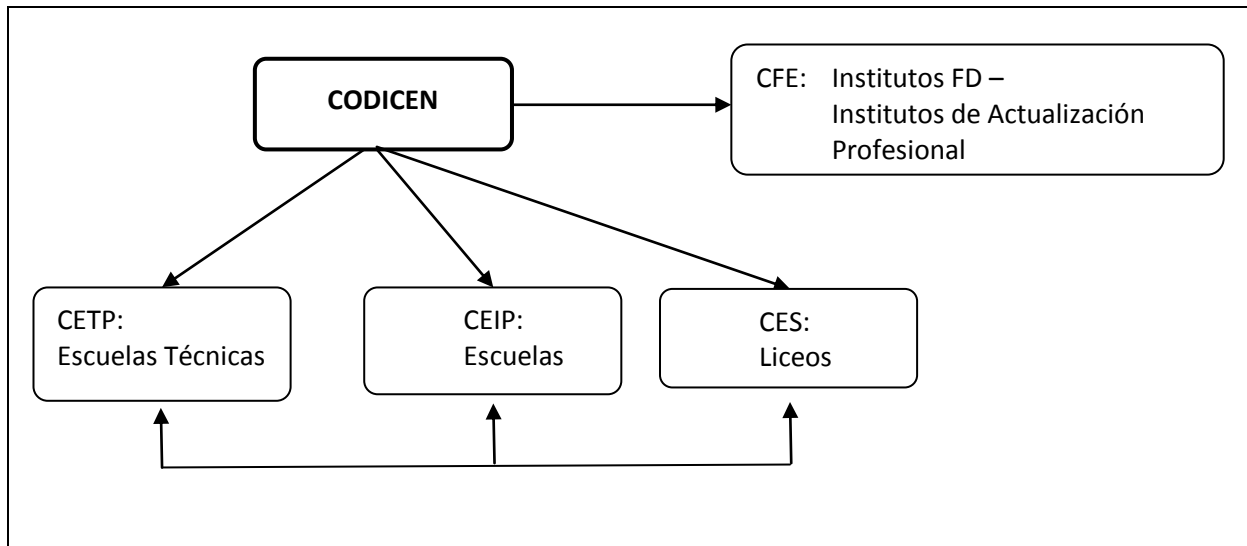 CODICEN
CFE: Institutos FD –
Institutos de Actualización
Profesional
CETP:
Escuelas Técnicas
CEIP:
Escuelas
CES:
Liceos